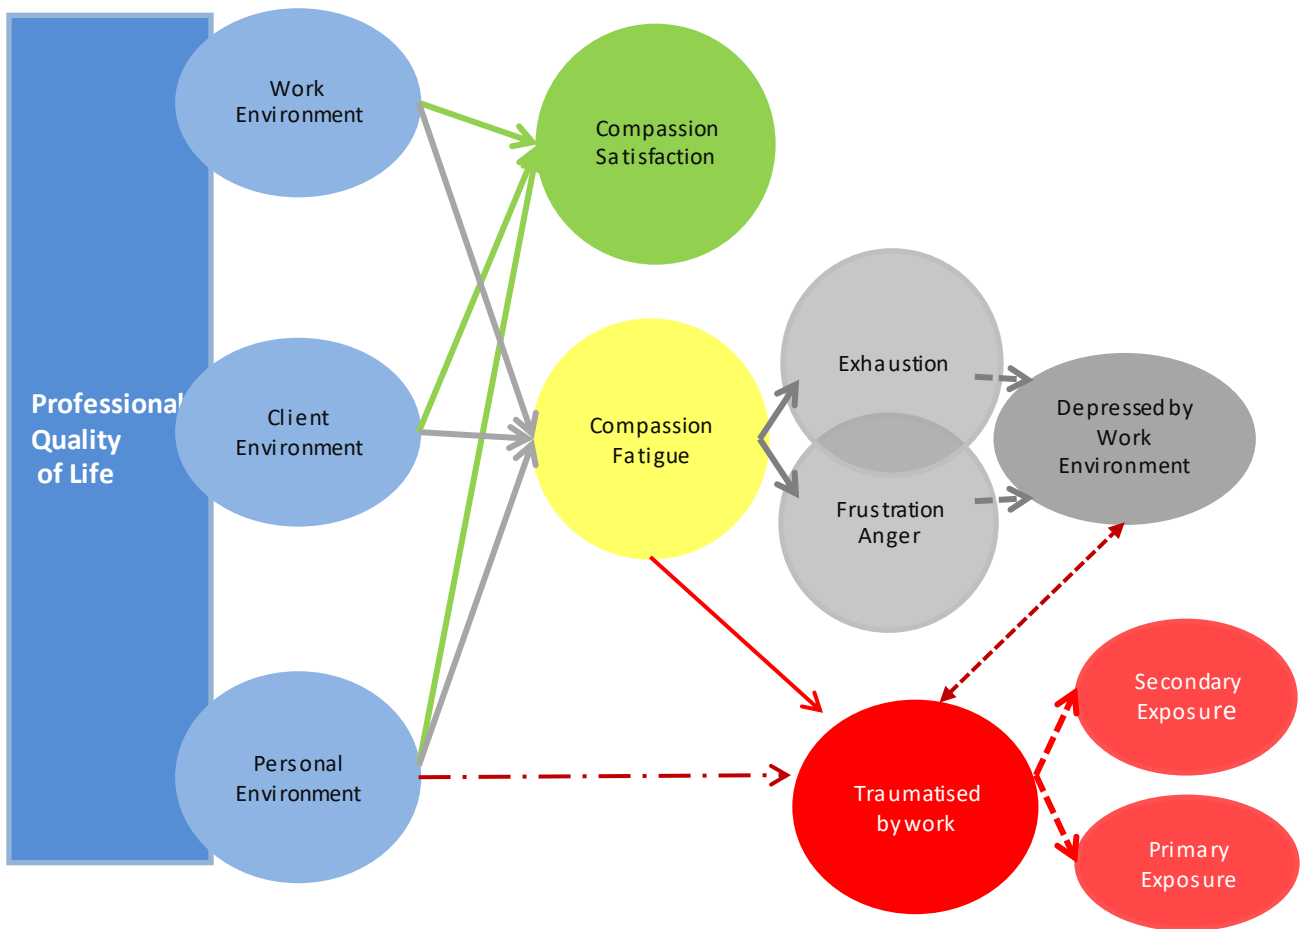 Work
Environment
Compassion
Satisfaction
Professional
Quality
of Life
Client
Environment
Compassion
Fatigue
Exhaustion
Frustration
Anger
Depressed by
Work
Environment
Personal
Environment
Traumatised
by work
Secondary
Exposure
Primary
Exposure